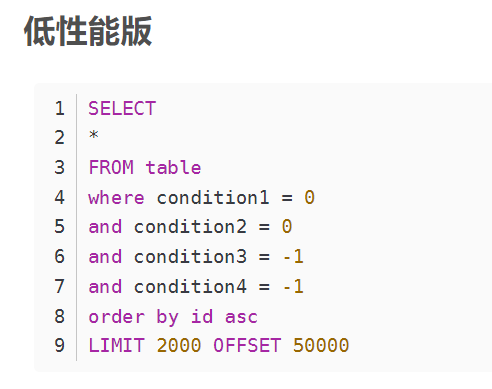 低性能版
1 SELECT
2 *
3 FROM table
4 where condition1 = 0
5 and condition2 = 0
6 and condition3 = -1
7 and condition4 = -1
8 order by id asc
9 LIMIT 2000 OFFSET 50000